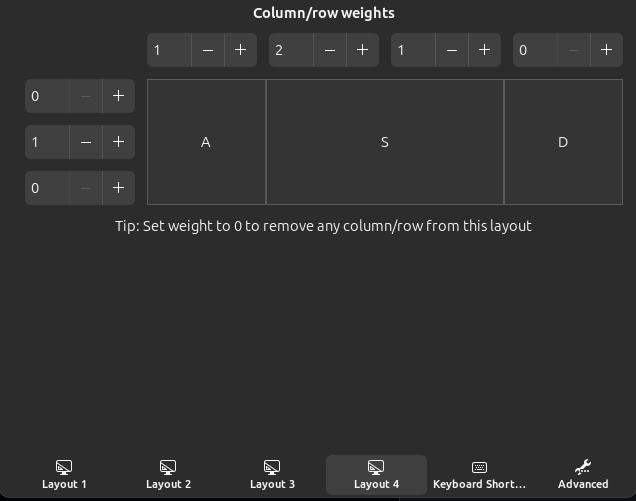 Column/row weights
1 − + 2 − + 1 − + 0 − +
0 − +
1 − + A S D
0 − +
Tip: Set weight to 0 to remove any column/row from this layout
Layout 1 Layout 2 Layout 3 Layout 4 Keyboard Short... Advanced